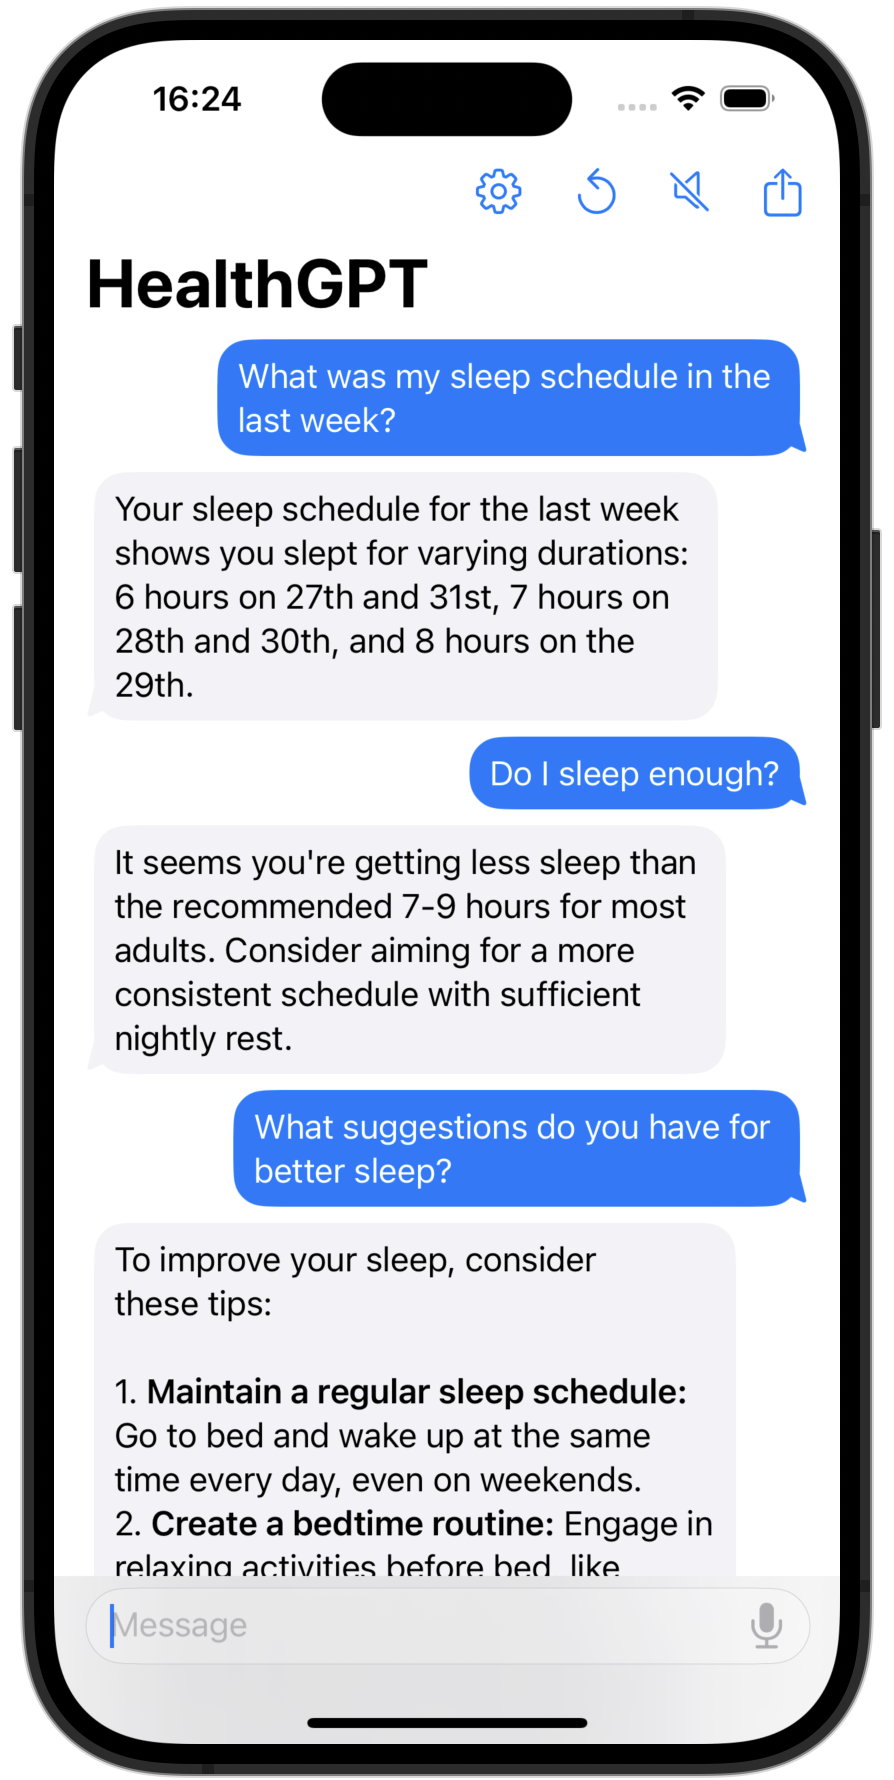 16:24
HealthGPT
What was my sleep schedule in the
last week?
Your sleep schedule for the last week
shows you slept for varying durations:
6 hours on 27th and 31st, 7 hours on
28th and 30th, and 8 hours on the
29th.
Do I sleep enough?
It seems you're getting less sleep than
the recommended 7-9 hours for most
adults. Consider aiming for a more
consistent schedule with sufficient
nightly rest.
What suggestions do you have for
better sleep?
To improve your sleep, consider
these tips:
1. Maintain a regular sleep schedule:
Go to bed and wake up at the same
time every day, even on weekends.
2. Create a bedtime routine: Engage in
relaxing activities before bed, like
Message